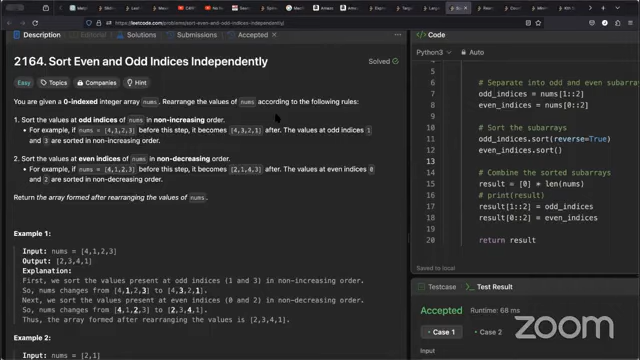 https://leetcode.com/problems/sort-even-and-odd-indices-independently/
Description
Editorial
Solutions
Submissions
Accepted
2164. Sort Even and Odd Indices Independently
Solved
Easy
Topics
Companies
Hint
You are given a 0-indexed integer array nums. Rearrange the values of nums according to the following rules:
1. Sort the values at odd indices of nums in non-increasing order.
• For example, if nums = [4,1,2,3] before this step, it becomes [4,3,2,1] after. The values at odd indices 1
and 3 are sorted in non-increasing order.
2. Sort the values at even indices of nums in non-decreasing order.
• For example, if nums = [4,1,2,3] before this step, it becomes [2,1,4,3] after. The values at even indices 0
and 2 are sorted in non-decreasing order.
Return the array formed after rearranging the values of nums.
Example 1:
Input: nums = [4,1,2,3]
Output: [2,3,4,1]
Explanation:
First, we sort the values present at odd indices (1 and 3) in non-increasing order.
So, nums changes from [4,1,2,3] to [4,3,2,1].
Next, we sort the values present at even indices (0 and 2) in non-decreasing order.
So, nums changes from [4,1,2,3] to [2,3,4,1].
Thus, the array formed after rearranging the values is [2,3,4,1].
Example 2:
Input: nums = [2,1]
Code
Python3
Auto
5
6
7 # Separate into odd and even subarray
8 odd_indices = nums[1::2]
9 even_indices = nums[0::2]
10 # Sort the subarrays
11 odd_indices.sort(reverse=True)
12 even_indices.sort()
13
14 # Combine the sorted subarrays
15 result = [0] * len(nums)
16 # print(result)
17 result[1::2] = odd_indices
18 result[0::2] = even_indices
19
20 return result
Saved to local
Testcase
Test Result
Accepted
Runtime: 68 ms
Case 1
Case 2
Input
zoom